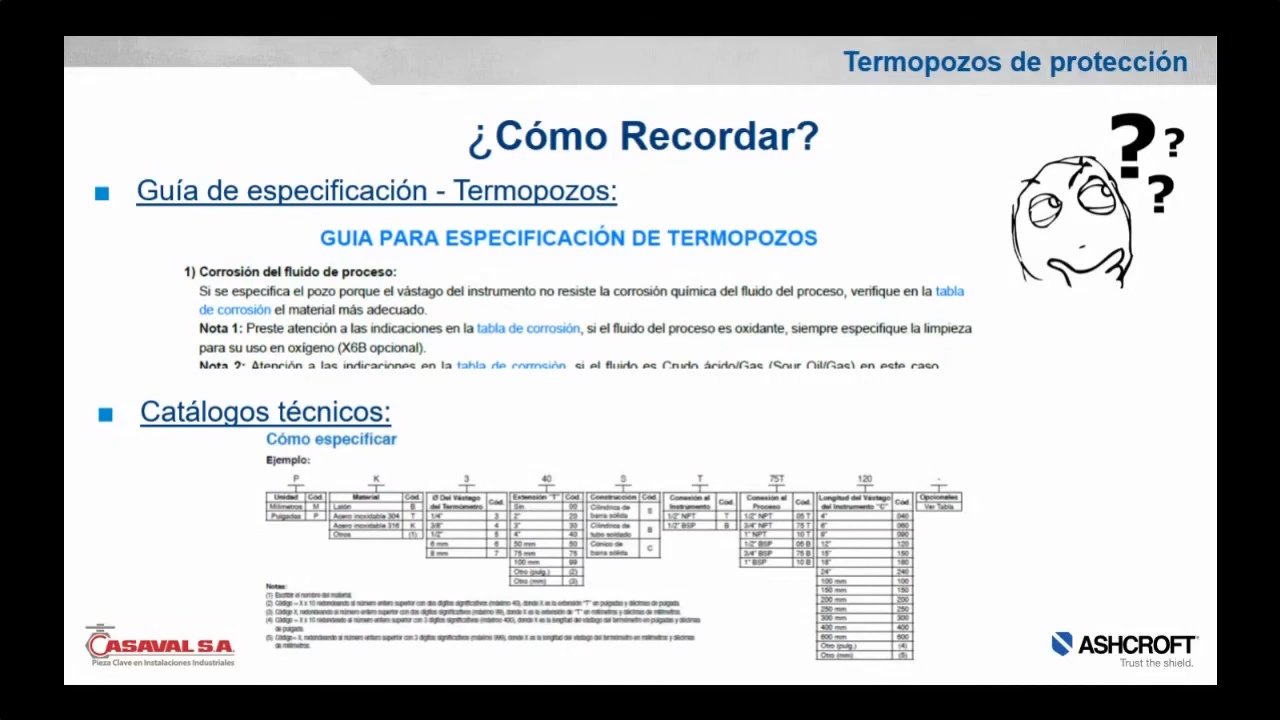 Termopozos de protección
¿Cómo Recordar?
? ? ?
Guía de especificación - Termopozos:
GUIA PARA ESPECIFICACIÓN DE TERMOPOZOS
1) Corrosión del fluido de proceso:
Si se especifica el pozo porque el vástago del instrumento no resiste la corrosión química del fluido del proceso, verifique en la tabla
de corrosión el material más adecuado.
Nota 1: Preste atención a las indicaciones en la tabla de corrosión, si el fluido del proceso es oxidante, siempre especifique la limpieza
para su uso en oxígeno (X6B opcional).
Nota 2: Atención a las indicaciones en la tabla de corrosión, si el fluido es Crudo ácido/Gas (Sour Oil/Gas) en este caso
Catálogos técnicos:
Cómo especificar
Ejemplo:
P K 3 40 S T 75T 120 -
Unidad Cód.
Milímetros M
Pulgadas P
Material Cód.
Latón B
Acero inoxidable 304 T
Acero inoxidable 316 K
Otros (1)
Ø Del Vástago
del Termómetro Cód.
1/4" 3
3/8" 4
1/2" 5
6 mm 6
8 mm 7
Extensión "T" Cód.
Sin 00
2" 20
3" 30
4" 40
50 mm 50
75 mm 75
100 mm 99
Otro (pulg.) (2)
Otro (mm) (3)
Construcción Cód.
Cilíndros de
barra sólida S
Cilíndros de
tubo soldado B
Cónico de
barra sólida C
Conexión al
Instrumento Cód.
1/2" NPT T
1/2" BSP B
Conexión al
Proceso Cód.
1/2" NPT 05 T
3/4" NPT 75 T
1" NPT 10 T
1/2" BSP 05 B
3/4" BSP 75 B
1" BSP 10 B
Longitud del Vástago
del Instrumento "C" Cód.
4" 040
6" 060
9" 090
12" 120
15" 150
18" 180
24" 240
100 mm 100
150 mm 150
200 mm 200
250 mm 250
300 mm 300
400 mm 400
600 mm 600
Otro (pulg.) (4)
Otro (mm) (5)
Opcionales
Ver Tabla
Notas:
(1) Escribir el nombre del material.
(2) Código = X x 10 redondeando al número entero superior con dos dígitos significativos (máximo 40), donde X es la extensión "T" en pulgadas y décimas de pulgada.
(3) Código X, redondeando al número entero superior con dos dígitos significativos (máximo 99), donde X es la extensión "T" en milímetros y décimas de milímetros.
(4) Código = X x 10 redondeando al número entero superior con 3 dígitos significativos (máximo 400), donde X es la longitud del vástago del termómetro en pulgadas y décimas
de pulgada.
(5) Código= X, redondeando al número entero superior con 3 dígitos significativos (máximo 999), donde X es la longitud del vástago del termómetro en milímetros y décimas
de milímetros.
CASAVAL S.A.
Pieza Clave en Instalaciones Industriales
ASHCROFT
Trust the shield.